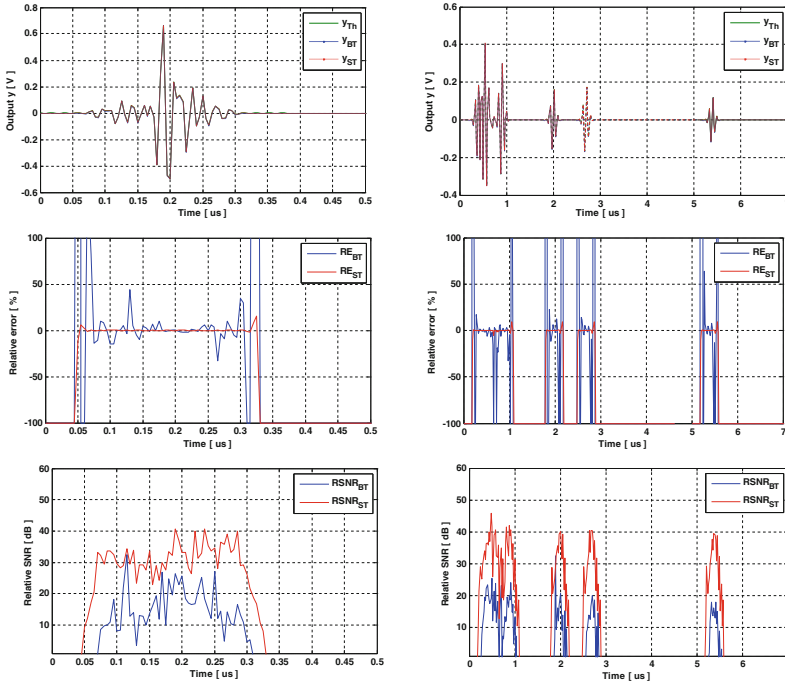 0.8
0.6
0.4
0.2
0
-0.2
-0.4
-0.6
Output y [ V ]
yTh
yBT
yST
0 0.05 0.1 0.15 0.2 0.25 0.3 0.35 0.4 0.45 0.5
Time [ us ]
0.6
0.4
0.2
0
-0.2
-0.4
Output y [ V ]
yTh
yBT
yST
0 1 2 3 4 5 6
Time [ us ]
100
50
0
-50
-100
Relative error [ % ]
REBT
REST
0 0.05 0.1 0.15 0.2 0.25 0.3 0.35 0.4 0.45 0.5
Time [ us ]
100
50
0
-50
-100
Relative error [ % ]
REBT
REST
0 1 2 3 4 5 6 7
Time [ us ]
60
50
40
30
20
10
Relative SNR [ dB ]
RSNRBT
RSNRST
0 0.05 0.1 0.15 0.2 0.25 0.3 0.35 0.4 0.45 0.5
Time [ us ]
60
50
40
30
20
10
Relative SNR [ dB ]
RSNRBT
RSNRST
0 1 2 3 4 5 6
Time [ us ]